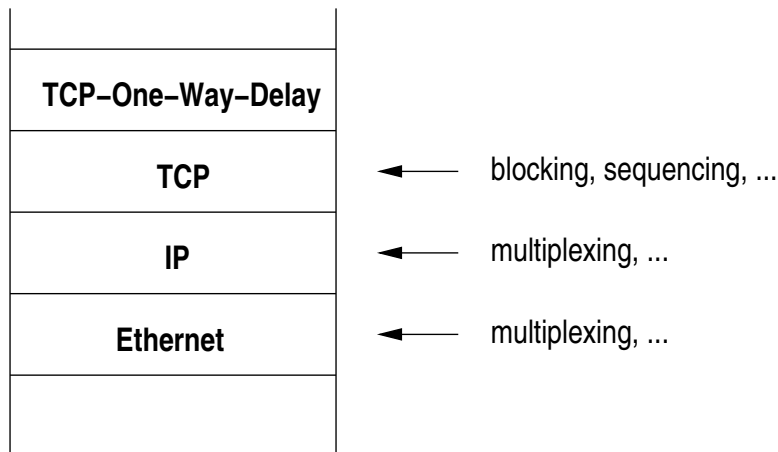 TCP–One–Way–Delay
TCP
blocking, sequencing, ...
IP
multiplexing, ...
Ethernet
multiplexing, ...